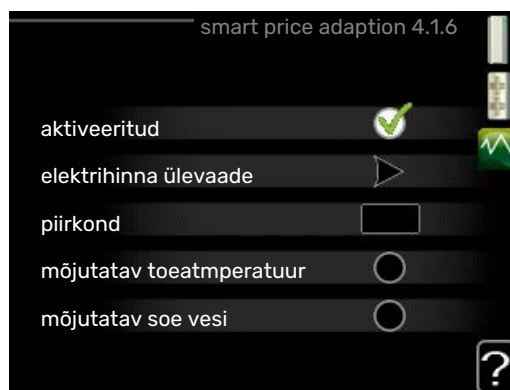 smart price adaption 4.1.6
aktiveeritud
elektrihinna ülevaade
piirkond
mõjutatav toeatmperatuur
mõjutatav soe vesi
?